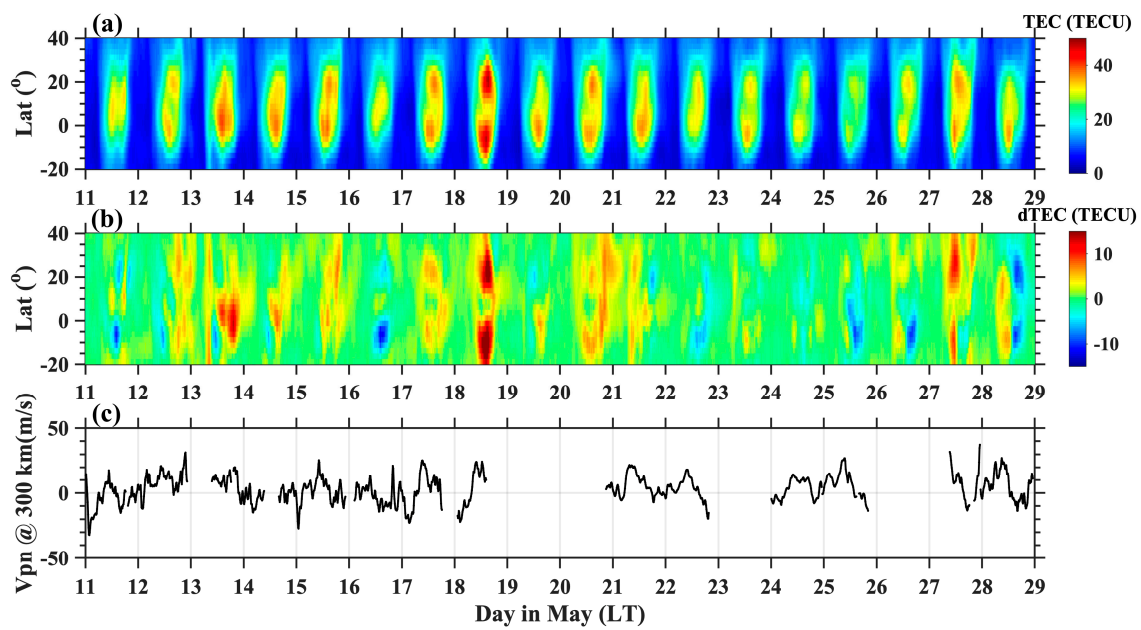 (a)
TEC (TECU)
Lat (°)
40
20
0
-20
40
20
0
11 12 13 14 15 16 17 18 19 20 21 22 23 24 25 26 27 28 29
(b)
dTEC (TECU)
Lat (°)
40
20
0
-20
10
0
-10
11 12 13 14 15 16 17 18 19 20 21 22 23 24 25 26 27 28 29
(c)
Vpn @ 300 km(m/s)
50
0
-50
11 12 13 14 15 16 17 18 19 20 21 22 23 24 25 26 27 28 29
Day in May (LT)